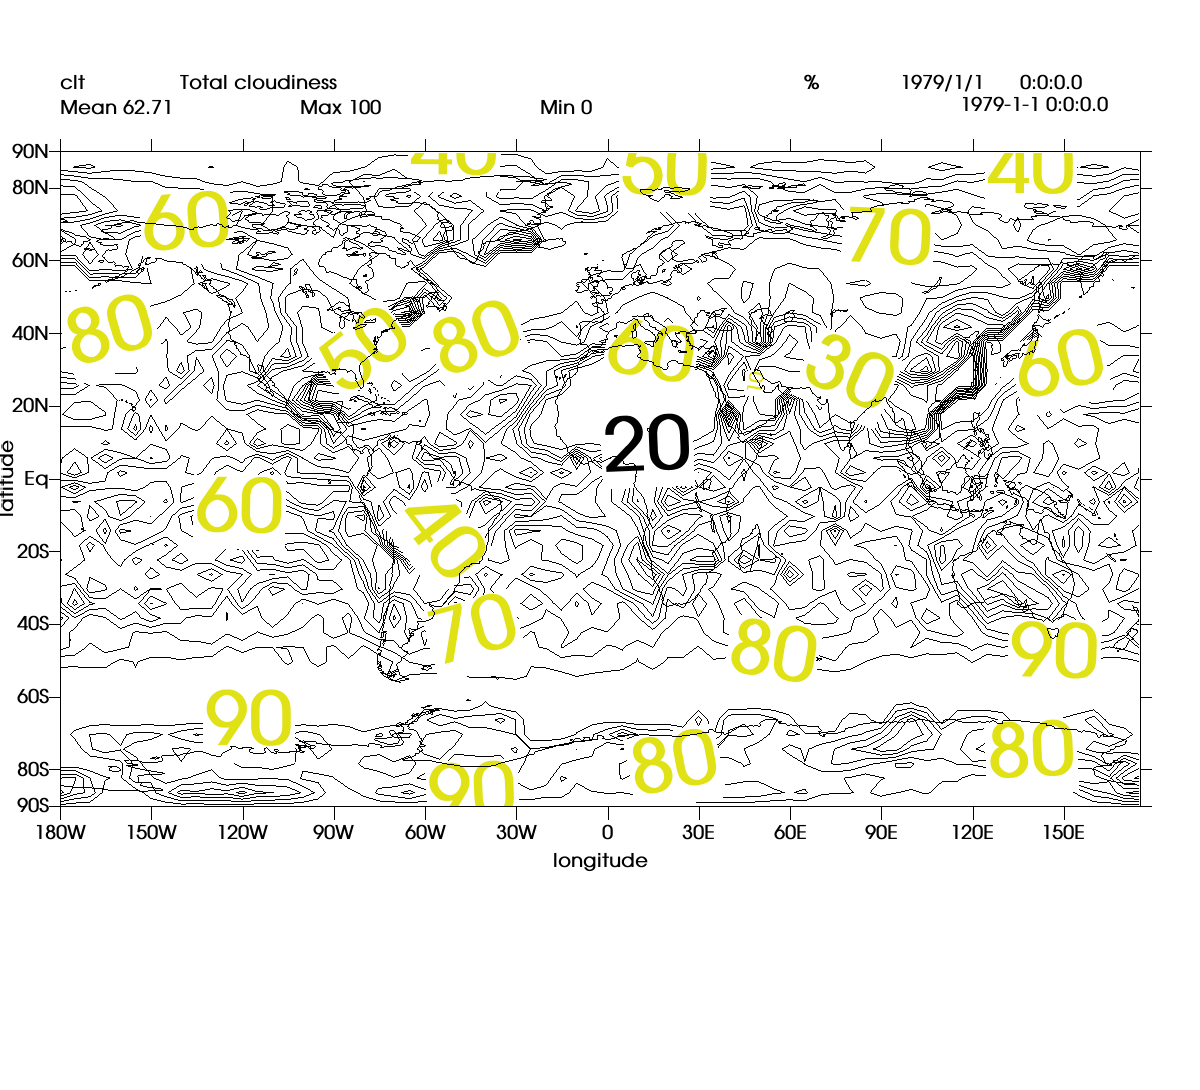 clt Total cloudiness % 1979/1/1 0:0:0.0
Mean 62.71 Max 100 Min 0 1979-1-1 0:0:0.0
40 50 40
90N
80N
60 70
60N
80 50 80 60 30 60
40N
10
20N
20
latitude
Eq
60 40
20S
70 80 90
40S
60S
90 80 80
80S
90
90S
180W 150W 120W 90W 60W 30W 0 30E 60E 90E 120E 150E
longitude